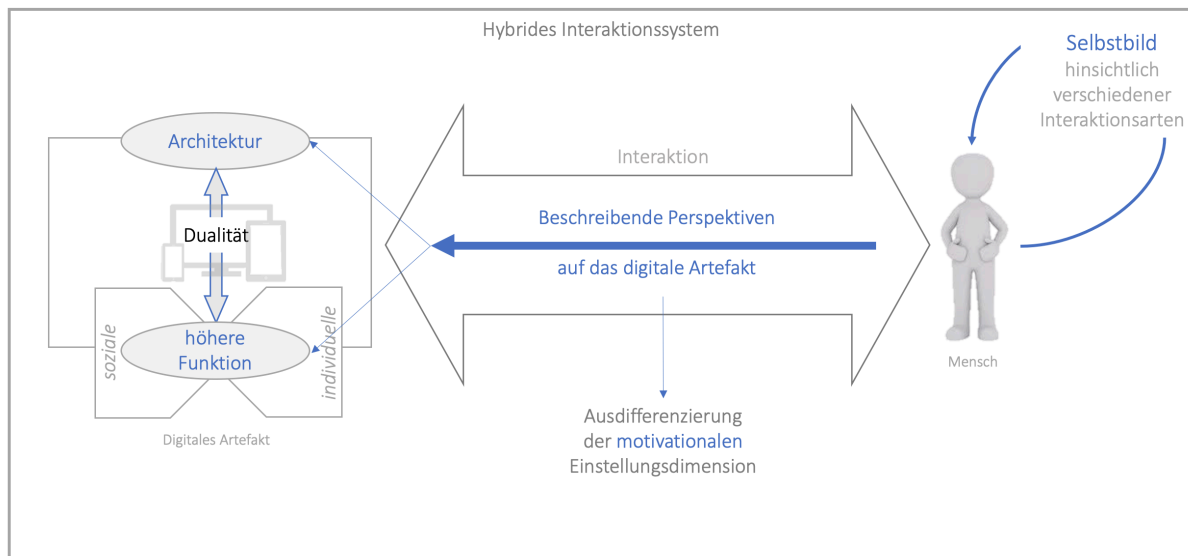 Hybrides Interaktionssystem
Selbstbild
hinsichtlich
verschiedener
Interaktionsarten
Architektur
Interaktion
Beschreibende Perspektiven
auf das digitale Artefakt
Dualität
höhere
Funktion
soziale
individuelle
Digitales Artefakt
Mensch
Ausdifferenzierung
der motivationalen
Einstellungsdimension